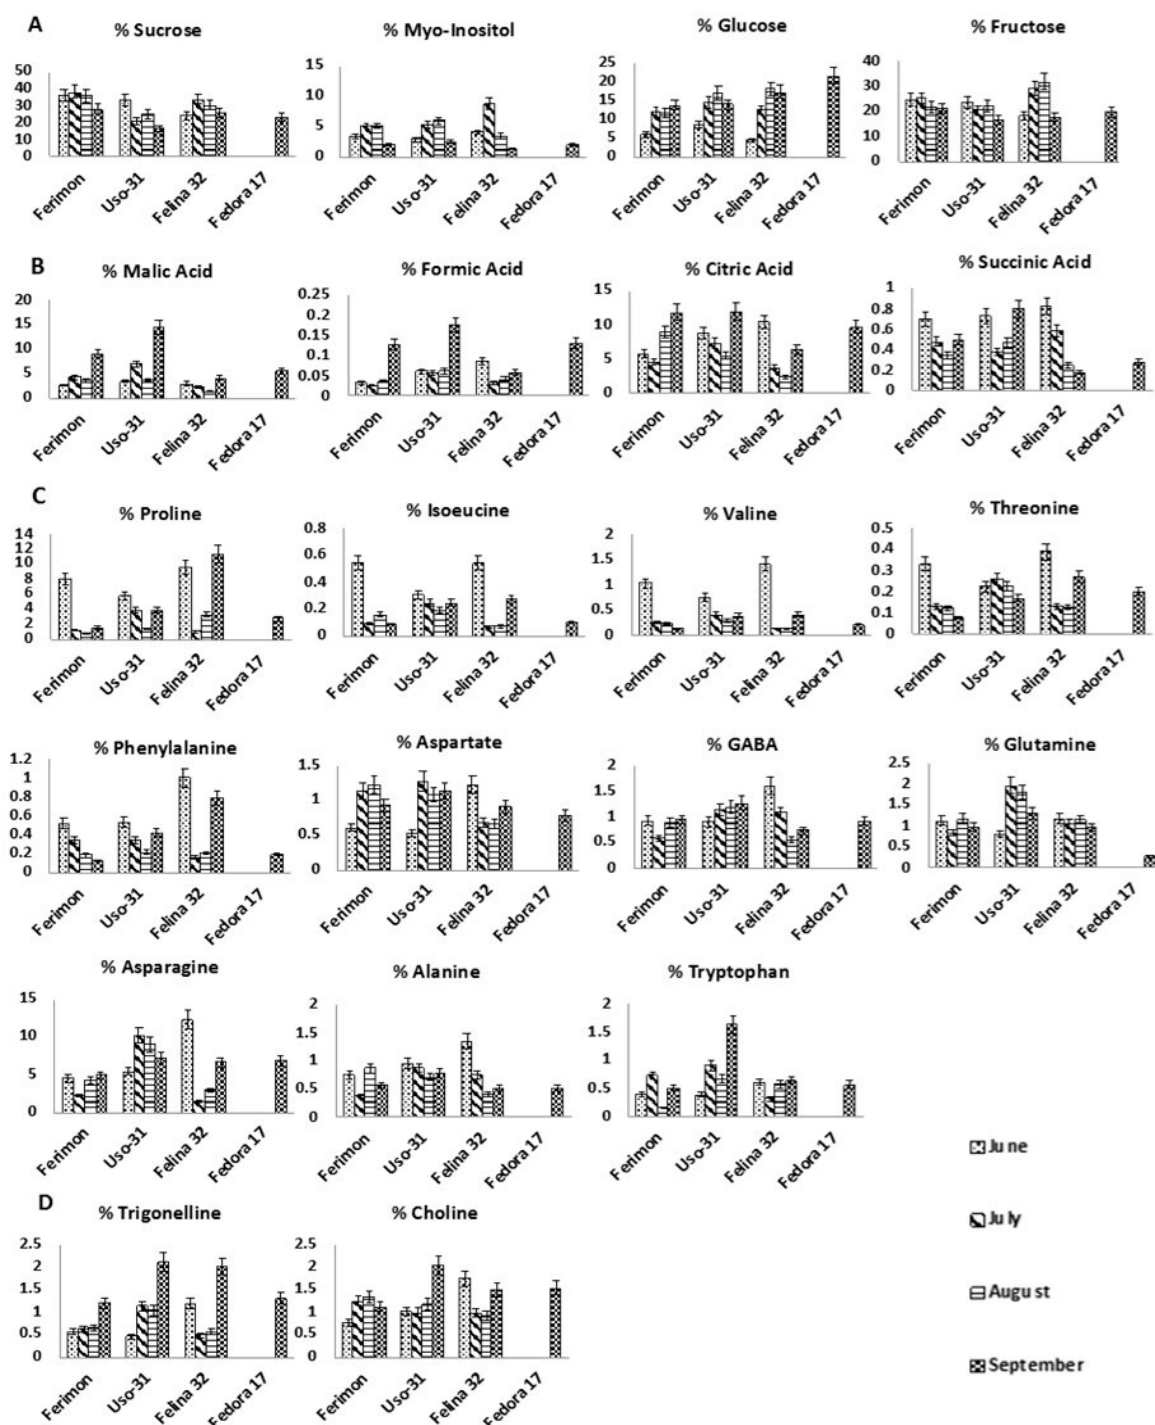 A
% Sucrose
% Myo-Inositol
% Glucose
% Fructose
50
40
30
20
10
0
15
10
5
0
25
20
15
10
5
0
40
30
20
10
0
Ferimon
Uso-31
Felina 32
Fedora 17
Ferimon
Uso-31
Felina 32
Fedora 17
Ferimon
Uso-31
Felina 32
Fedora 17
Ferimon
Uso-31
Felina 32
Fedora 17
B
% Malic Acid
% Formic Acid
% Citric Acid
% Succinic Acid
20
15
10
5
0
0.25
0.2
0.15
0.1
0.05
0
15
10
5
0
1
0.8
0.6
0.4
0.2
0
Ferimon
Uso-31
Felina 32
Fedora 17
Ferimon
Uso-31
Felina 32
Fedora 17
Ferimon
Uso-31
Felina 32
Fedora 17
Ferimon
Uso-31
Felina 32
Fedora 17
C
% Proline
% Isoeucine
% Valine
% Threonine
14
12
10
8
6
4
2
0
0.8
0.6
0.4
0.2
0
2
1.5
1
0.5
0
0.5
0.4
0.3
0.2
0.1
0
Ferimon
Uso-31
Felina 32
Fedora 17
Ferimon
Uso-31
Felina 32
Fedora 17
Ferimon
Uso-31
Felina 32
Fedora 17
Ferimon
Uso-31
Felina 32
Fedora 17
% Phenylalanine
% Aspartate
% GABA
% Glutamine
1.2
1
0.8
0.6
0.4
0.2
0
1.5
1
0.5
0
2
1.5
1
0.5
0
2.5
2
1.5
1
0.5
0
Ferimon
Uso-31
Felina 32
Fedora 17
Ferimon
Uso-31
Felina 32
Fedora 17
Ferimon
Uso-31
Felina 32
Fedora 17
Ferimon
Uso-31
Felina 32
Fedora 17
% Asparagine
% Alanine
% Tryptophan
15
10
5
0
2
1.5
1
0.5
0
2
1.5
1
0.5
0
Ferimon
Uso-31
Felina 32
Fedora 17
Ferimon
Uso-31
Felina 32
Fedora 17
Ferimon
Uso-31
Felina 32
Fedora 17
D
% Trigonelline
% Choline
2.5
2
1.5
1
0.5
0
2.5
2
1.5
1
0.5
0
Ferimon
Uso-31
Felina 32
Fedora 17
Ferimon
Uso-31
Felina 32
Fedora 17
June
July
August
September